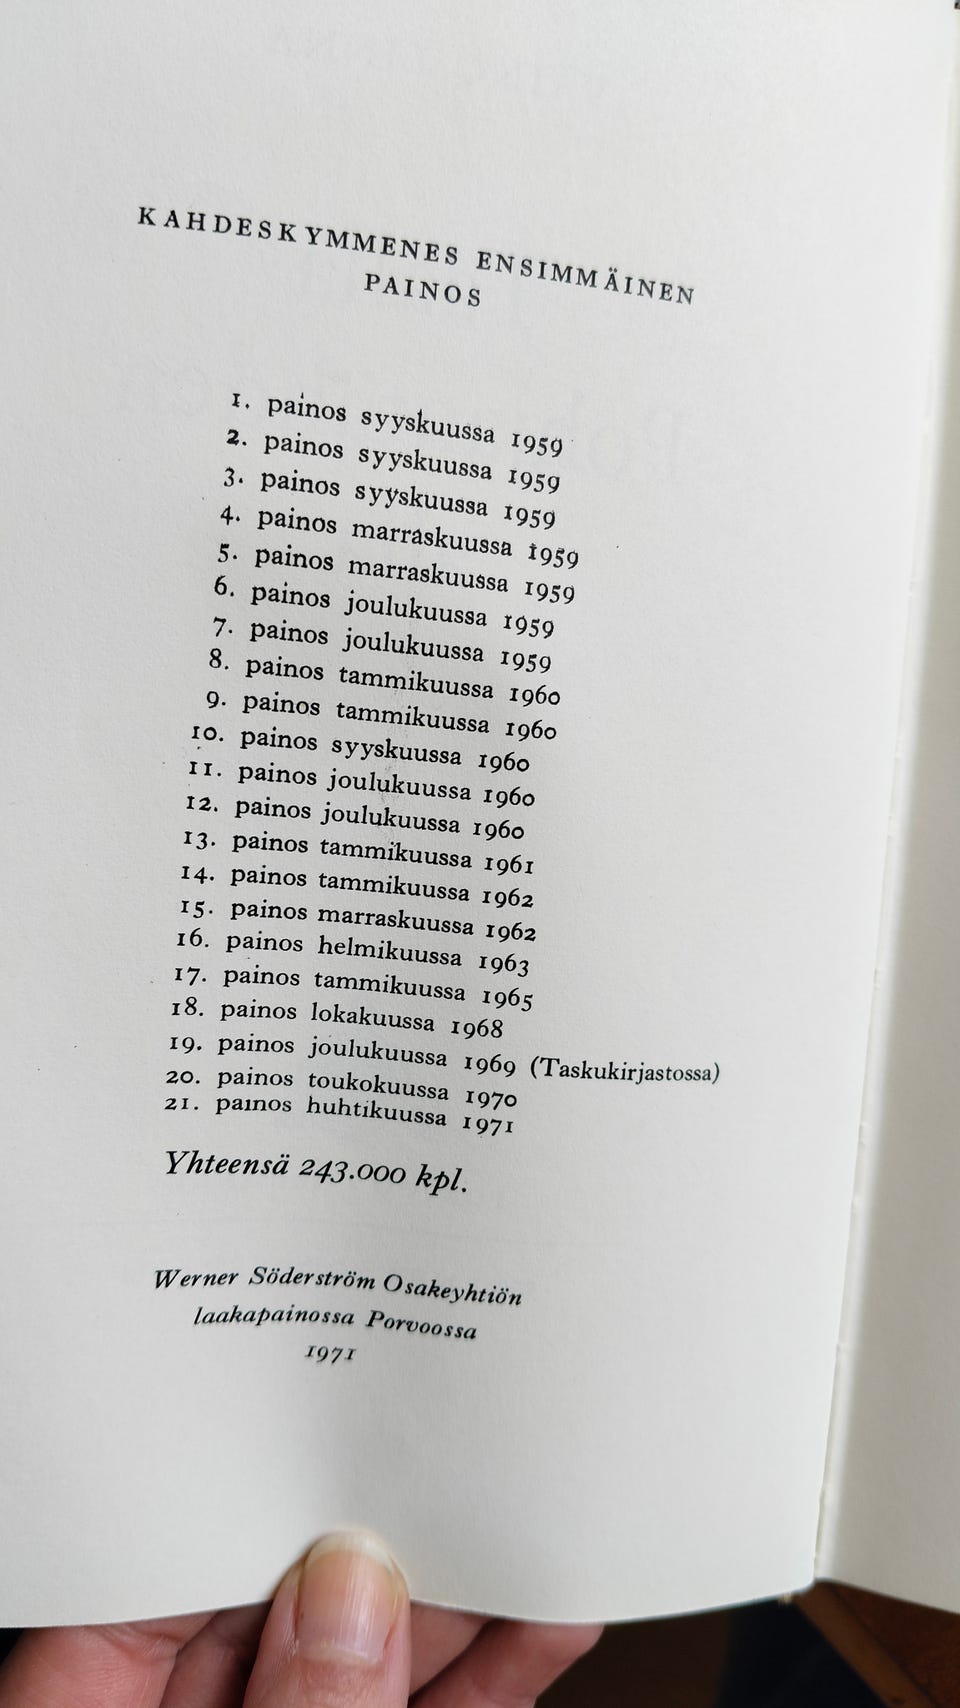 KAHDESKYMMENES ENSIMMÄINEN
PAINOS
1. painos syyskuussa 1959
2. painos syyskuussa 1959
3. painos syyskuussa 1959
4. painos marraskuussa 1959
5. painos marraskuussa 1959
6. painos joulukuussa 1959
7. painos joulukuussa 1959
8. painos tammikuussa 1960
9. painos tammikuussa 1960
10. painos syyskuussa 1960
11. painos joulukuussa 1960
12. painos joulukuussa 1960
13. painos tammikuussa 1961
14. painos tammikuussa 1962
15. painos marraskuussa 1962
16. painos helmikuussa 1963
17. painos tammikuussa 1965
18. painos lokakuussa 1968
19. painos joulukuussa 1969 (Taskukirjastossa)
20. painos toukokuussa 1970
21. painos huhtikuussa 1971
Yhteensä 243.000 kpl.
Werner Söderström Osakeyhtiön
laakapainossa Porvoossa
1971